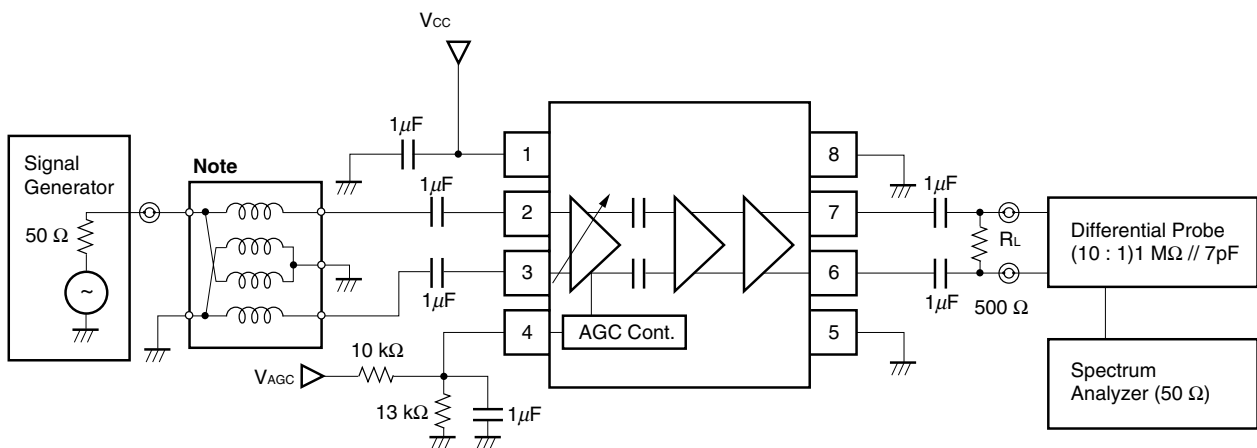 VCC
1μF
Signal
Generator
50 Ω
~
Note
1μF
1μF
1
2
3
4
8
7
6
5
AGC Cont.
10 kΩ
VAGC
13 kΩ
1μF
1μF
1μF
RL
500 Ω
Differential Probe
(10 : 1)1 MΩ // 7pF
Spectrum
Analyzer (50 Ω)